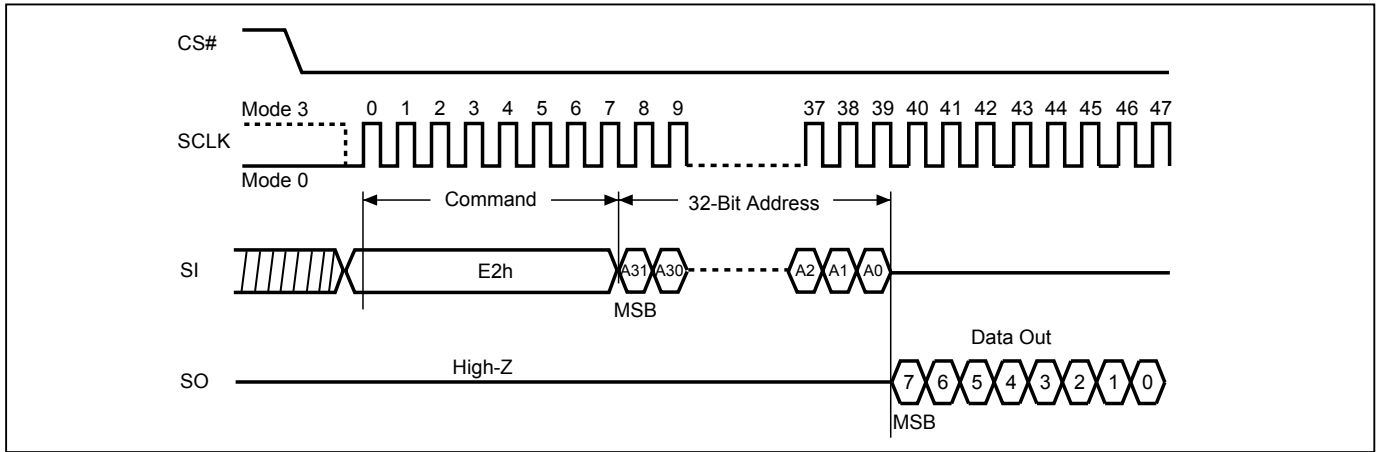 CS#
Mode 3
0 1 2 3 4 5 6 7 8 9 37 38 39 40 41 42 43 44 45 46 47
SCLK
Mode 0
Command
32-Bit Address
SI
E2h
A31 A30 A2 A1 A0
MSB
Data Out
High-Z
SO
7 6 5 4 3 2 1 0
MSB